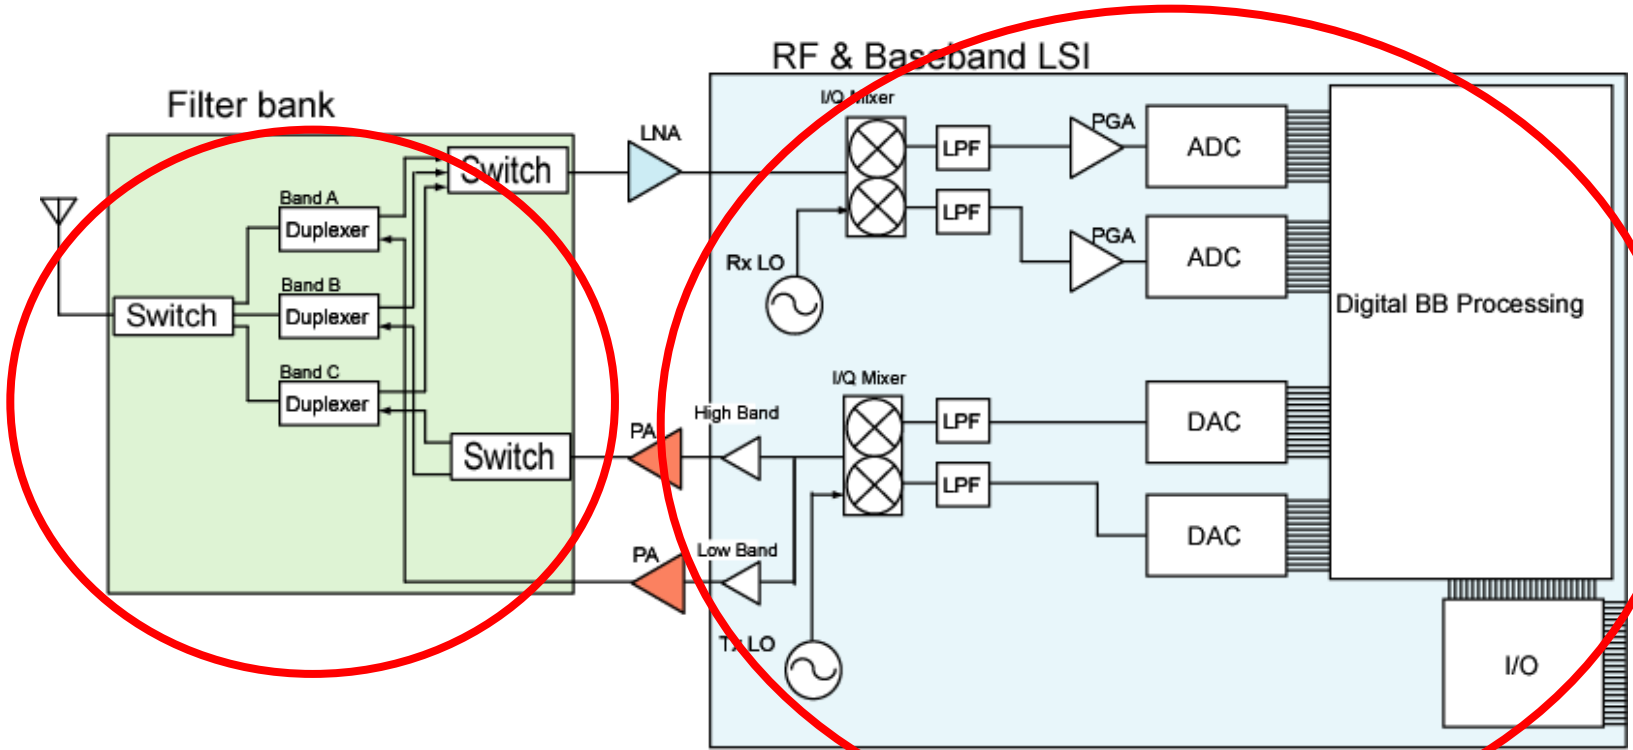 RF & Baseband LSI
Filter bank
I/Q Mixer
LNA
PGA
LPF
ADC
Switch
Band A
Duplexer
LPF
PGA
ADC
Rx LO
Band B
Switch
Duplexer
Digital BB Processing
Band C
Duplexer
I/Q Mixer
High Band
PA
LPF
DAC
Switch
LPF
Low Band
PA
DAC
Tx LO
I/O